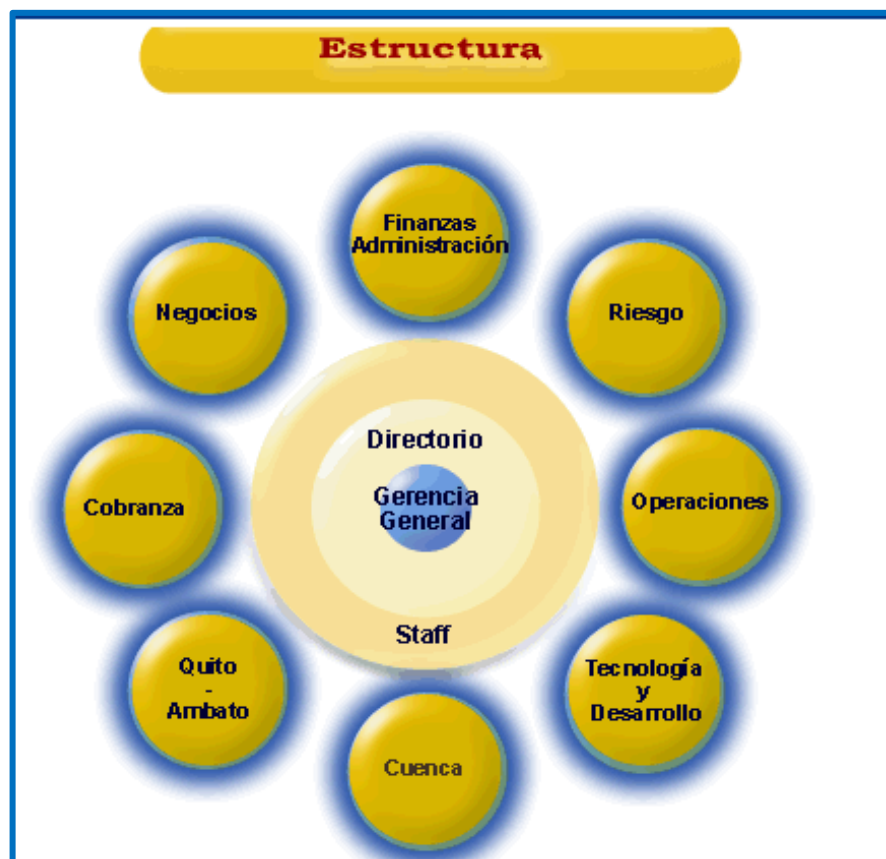 Estructura
Finanzas
Administración
Negocios
Riesgo
Directorio
Gerencia
General
Cobranza
Operaciones
Staff
Quito
-
Ambato
Tecnología
y
Desarrollo
Cuenca